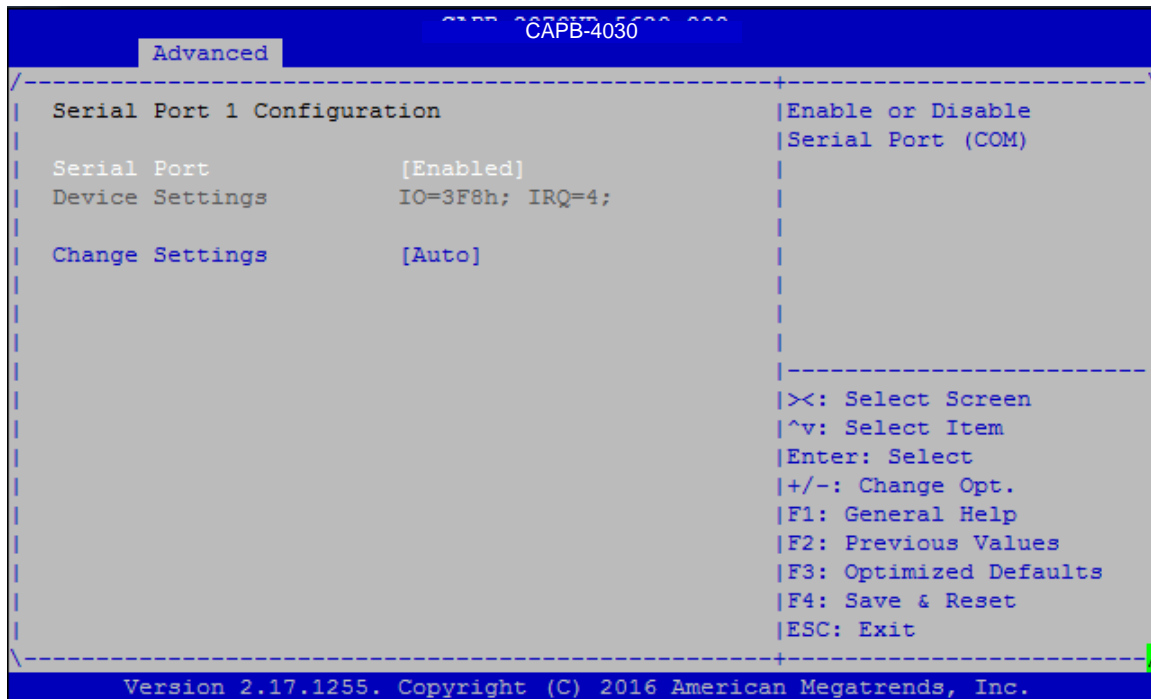 CAPB-4030
Advanced
Serial Port 1 Configuration
Serial Port [Enabled]
Device Settings IO=3F8h; IRQ=4;
Change Settings [Auto]
Enable or Disable
Serial Port (COM)
><: Select Screen
^v: Select Item
Enter: Select
+/-: Change Opt.
F1: General Help
F2: Previous Values
F3: Optimized Defaults
F4: Save & Reset
ESC: Exit
Version 2.17.1255. Copyright (C) 2016 American Megatrends, Inc.